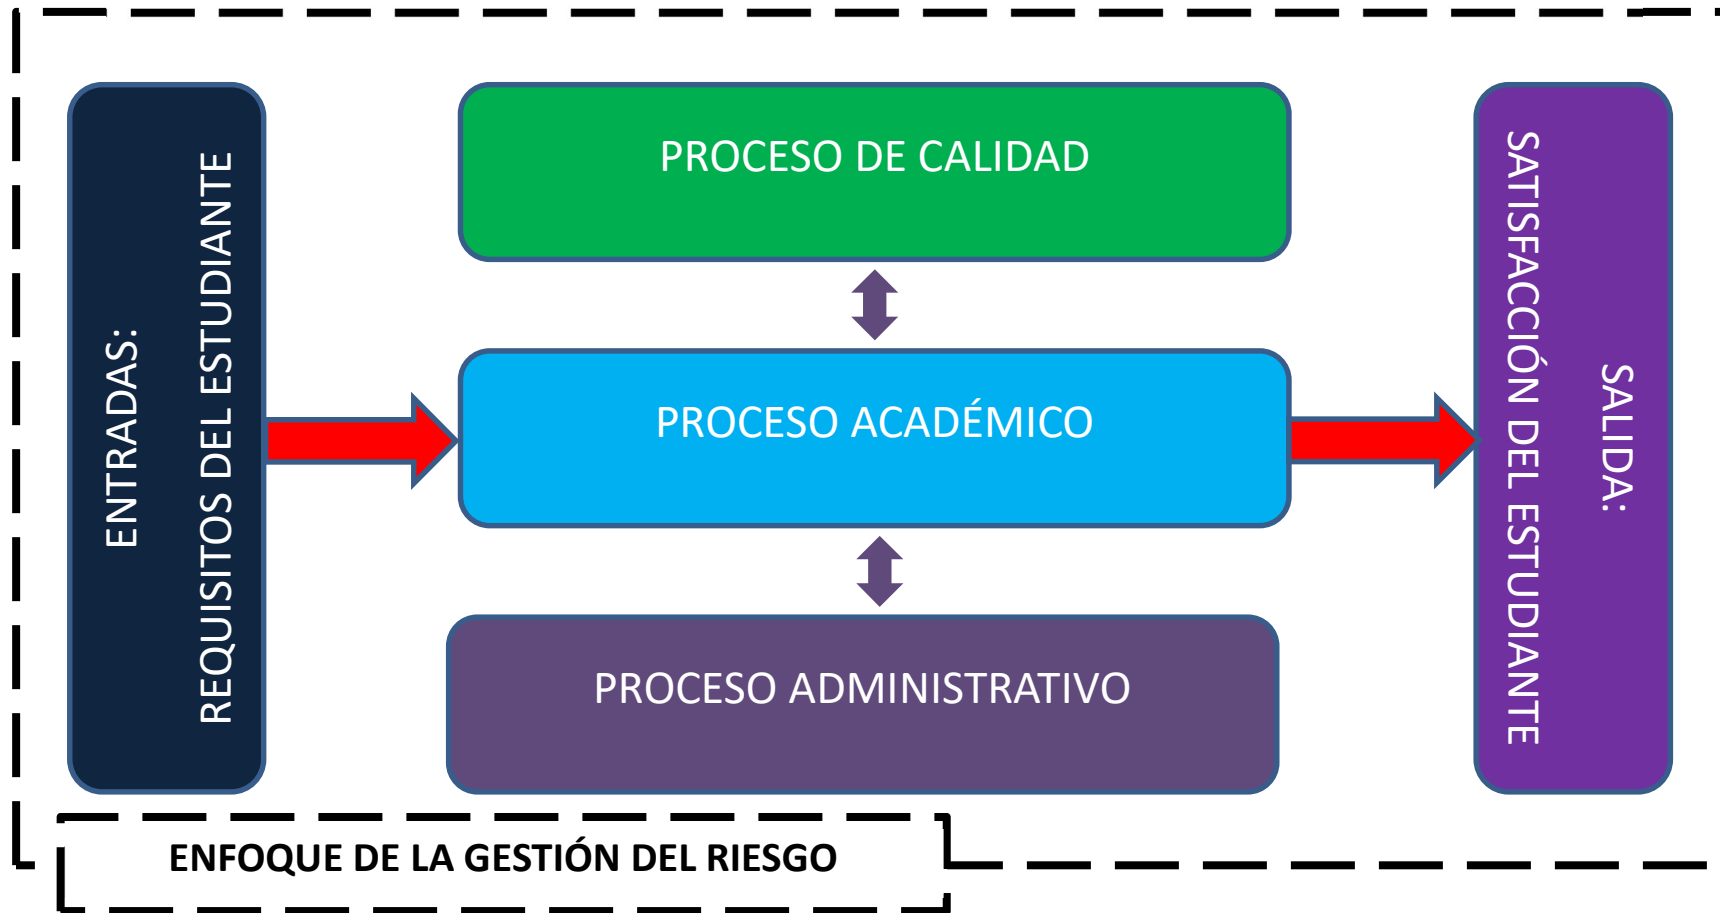 ENTRADAS:
REQUISITOS DEL ESTUDIANTE
PROCESO DE CALIDAD
PROCESO ACADÉMICO
PROCESO ADMINISTRATIVO
SALIDA:
SATISFACCIÓN DEL ESTUDIANTE
ENFOQUE DE LA GESTIÓN DEL RIESGO